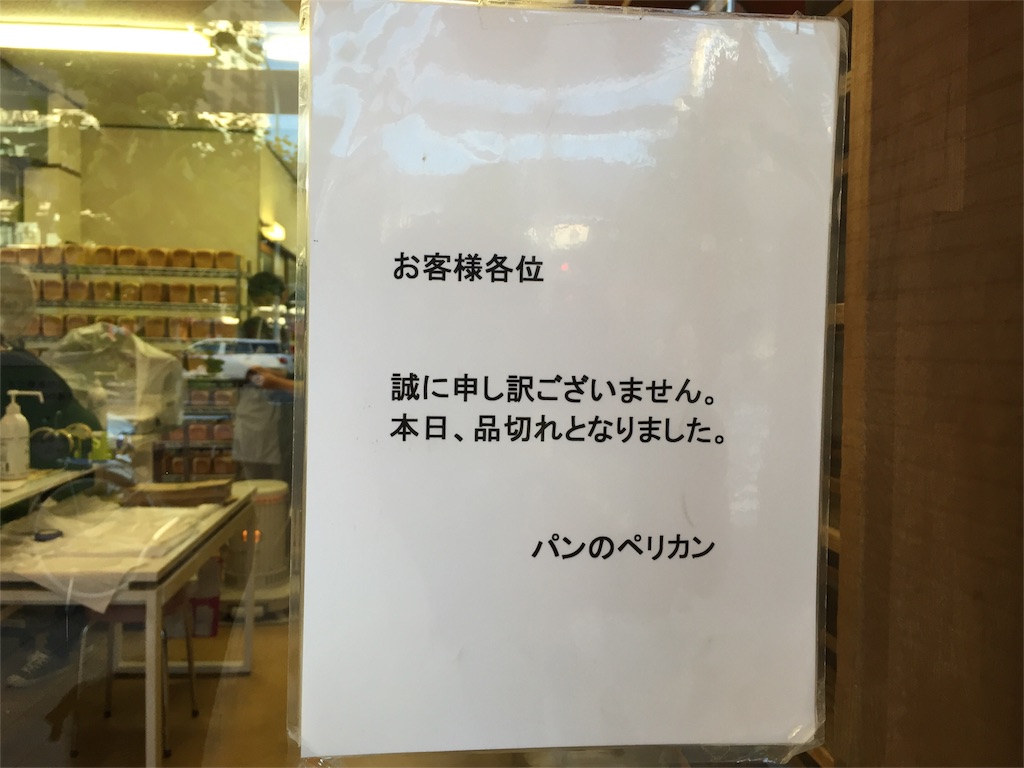 お客様各位
誠に申し訳ございません。
本日、品切れとなりました。
パンのペリカン